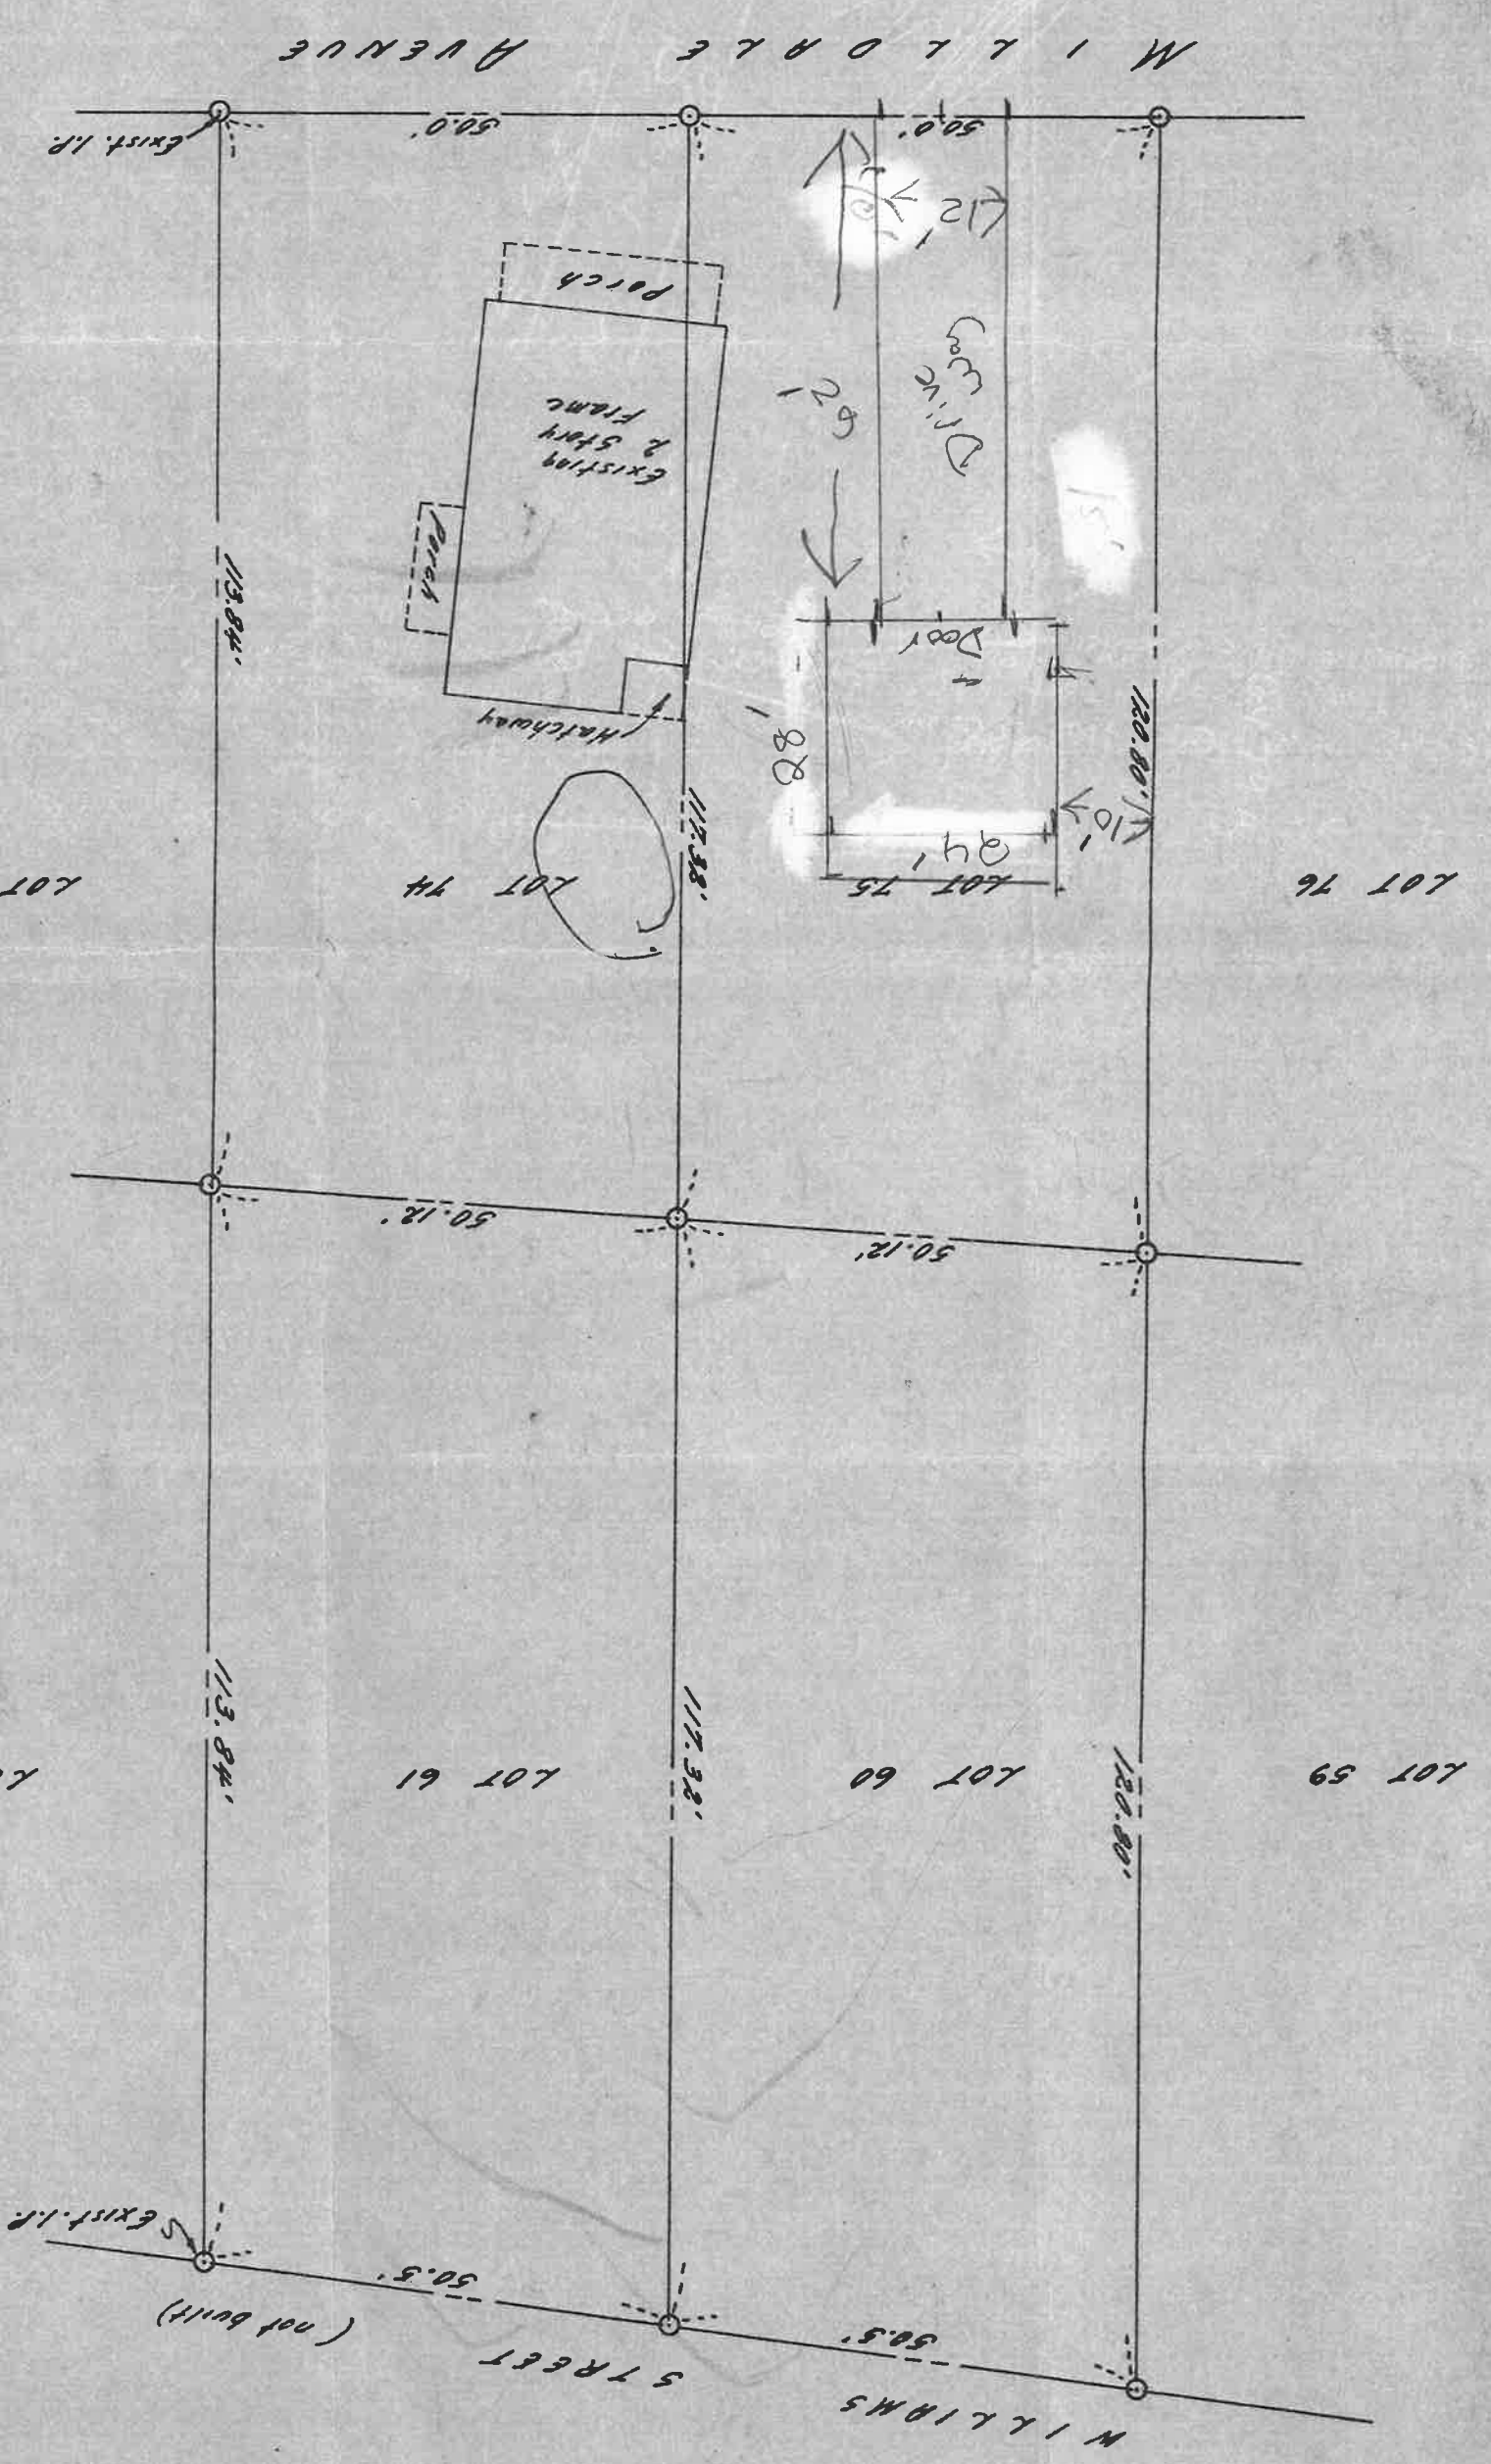 WILLIAMS STREET
(not built)
50.5'
50.5'
Exist. I.P.
120.80'
117.32'
113.84'
LOT 59
LOT 60
LOT 61
LO
50.12'
50.12'
LOT 76
LOT 75
LOT 74
LOT
24'
10'
28'
120.80'
117.32'
113.84'
Hatchway
Door
Porch
Existing
2 Story
Frame
Drive
Way
62'
Porch
12'
50.0'
50.0'
Exist. I.P.
MILLDALE AVENUE